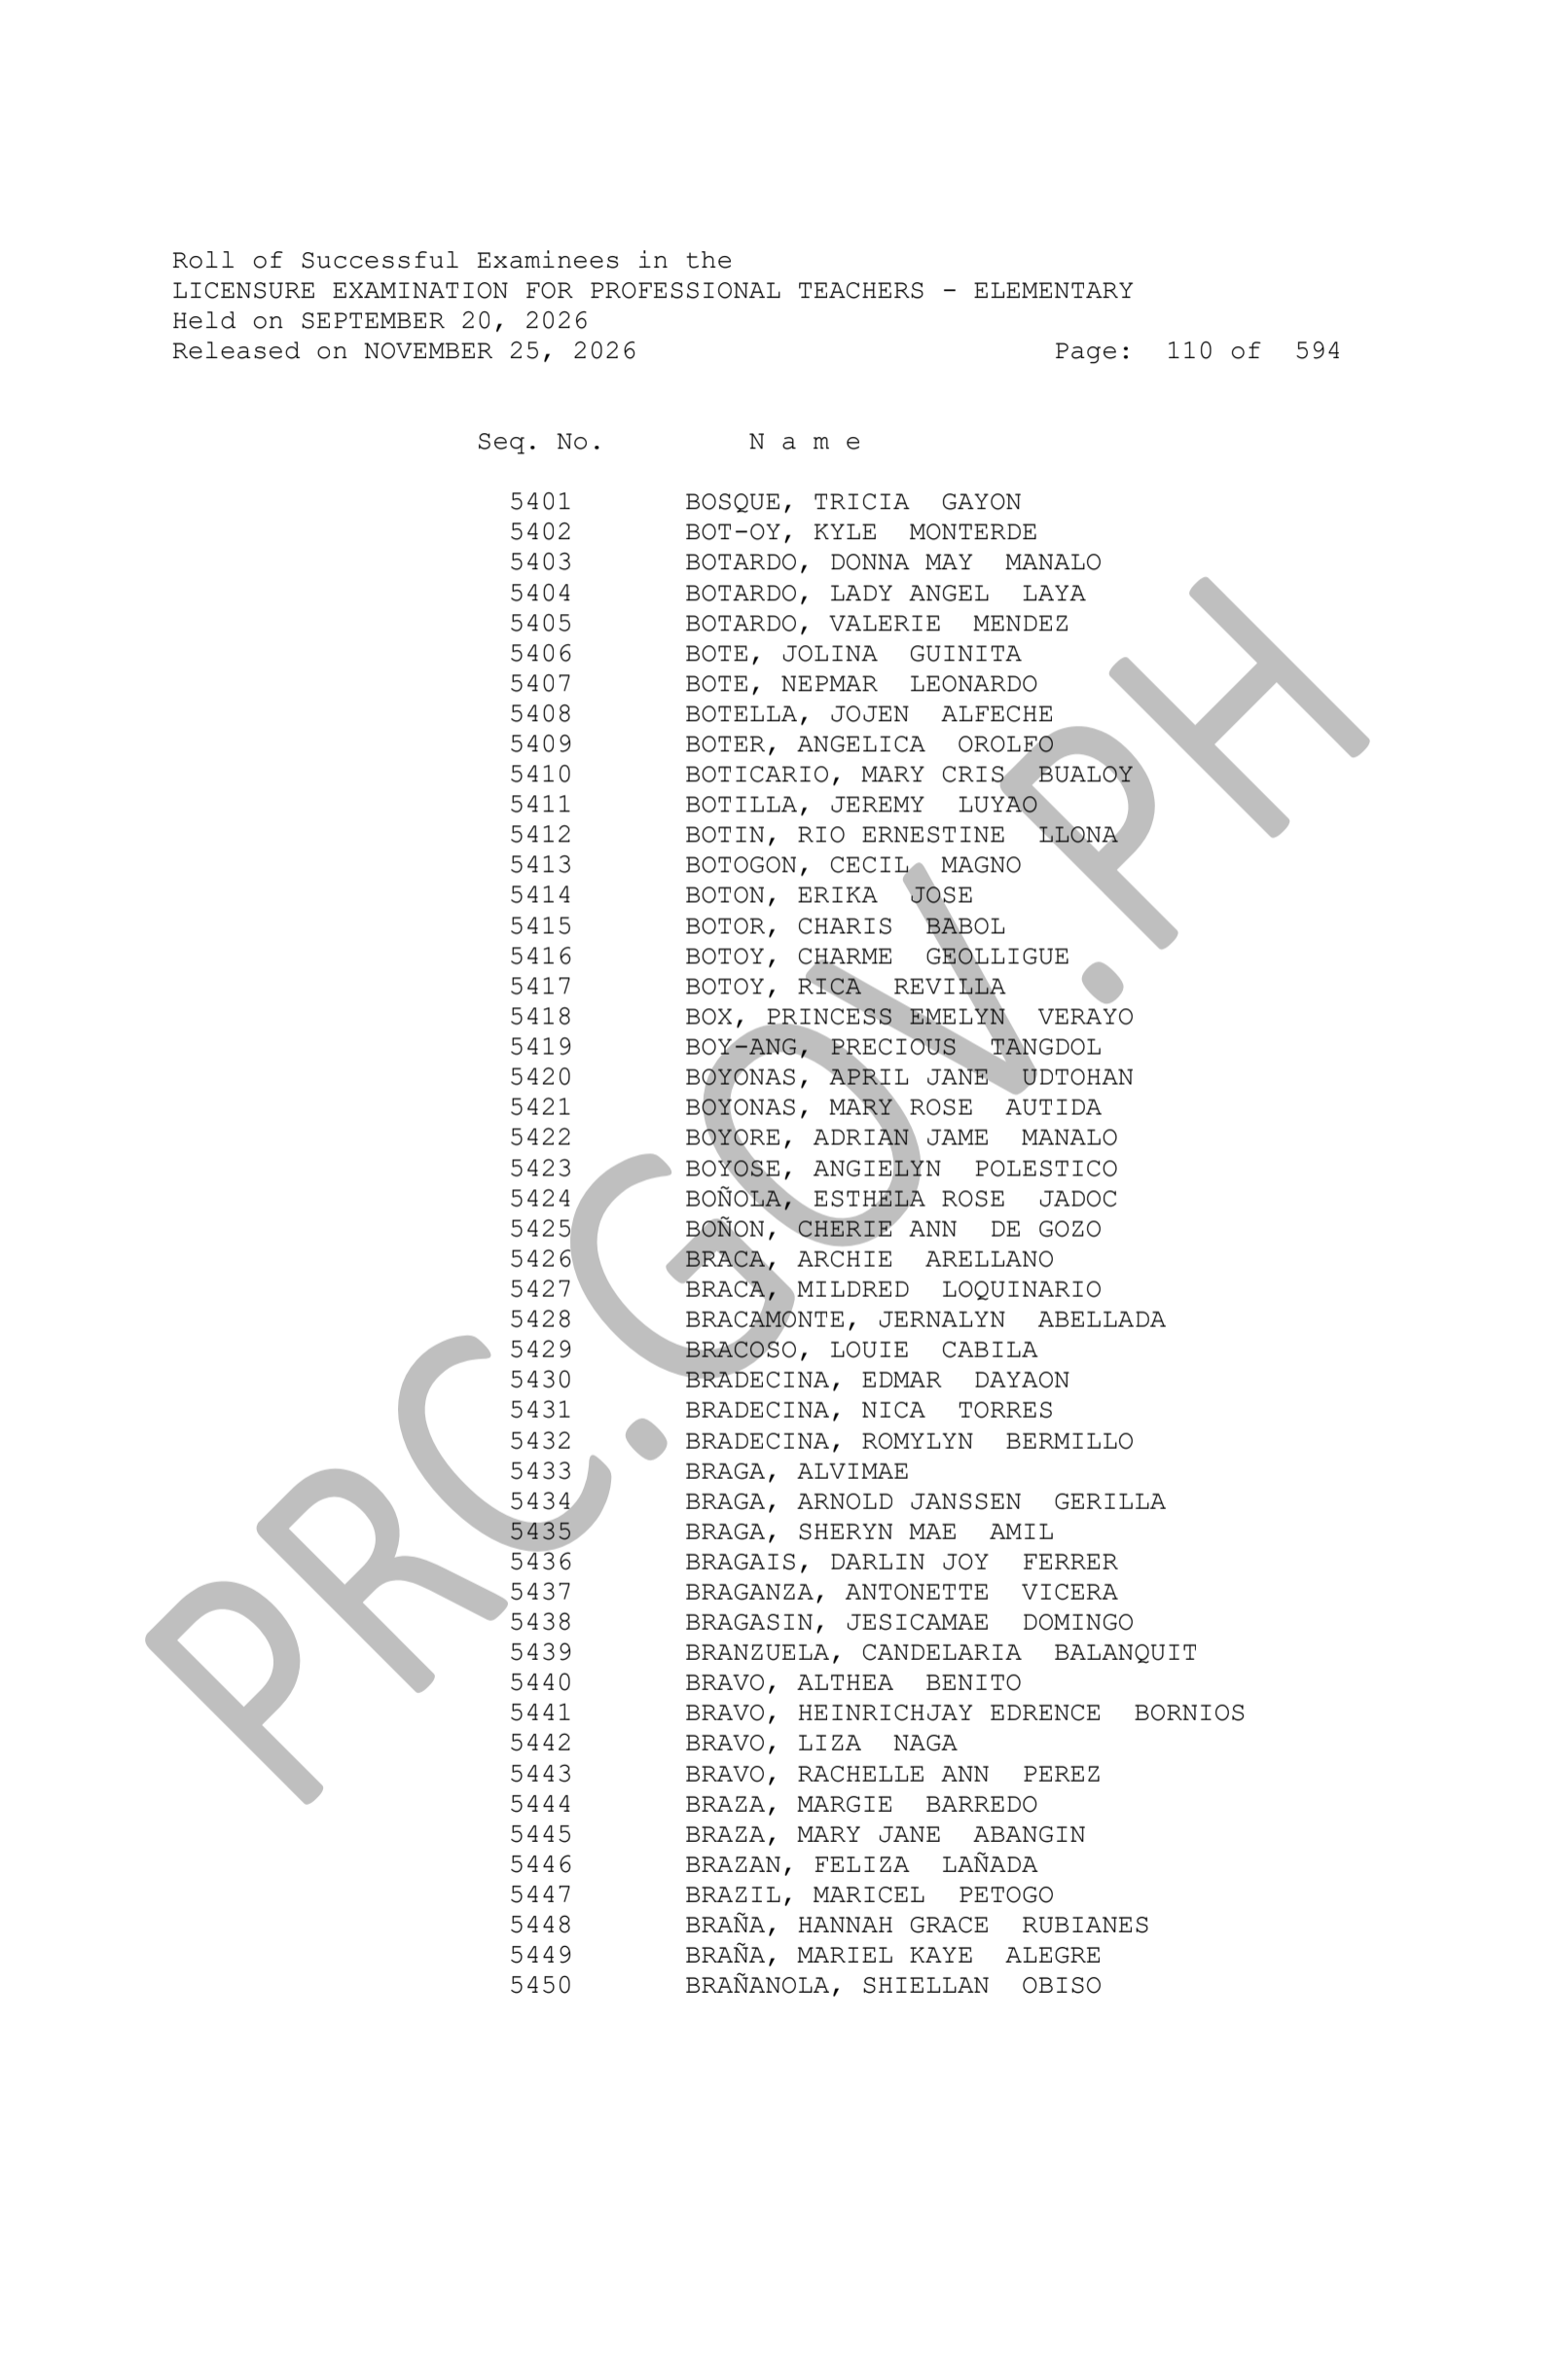 Roll of Successful Examinees in the
LICENSURE EXAMINATION FOR PROFESSIONAL TEACHERS - ELEMENTARY
Held on SEPTEMBER 20, 2026
Released on NOVEMBER 25, 2026 Page: 110 of 594
Seq. No. N a m e
5401 BOSQUE, TRICIA GAYON
5402 BOT-OY, KYLE MONTERDE
5403 BOTARDO, DONNA MAY MANALO
5404 BOTARDO, LADY ANGEL LAYA
5405 BOTARDO, VALERIE MENDEZ
5406 BOTE, JOLINA GUINITA
5407 BOTE, NEPMAR LEONARDO
5408 BOTELLA, JOJEN ALFECHE
5409 BOTER, ANGELICA OROLFO
5410 BOTICARIO, MARY CRIS BUALOY
5411 BOTILLA, JEREMY LUYAO
5412 BOTIN, RIO ERNESTINE LLONA
5413 BOTOGON, CECIL MAGNO
5414 BOTON, ERIKA JOSE
5415 BOTOR, CHARIS BABOL
5416 BOTOY, CHARME GEOLLIGUE
5417 BOTOY, RICA REVILLA
5418 BOX, PRINCESS EMELYN VERAYO
5419 BOY-ANG, PRECIOUS TANGDOL
5420 BOYONAS, APRIL JANE UDTOHAN
5421 BOYONAS, MARY ROSE AUTIDA
5422 BOYORE, ADRIAN JAME MANALO
5423 BOYOSE, ANGIELYN POLESTICO
5424 BOÑOLA, ESTHELA ROSE JADOC
5425 BOÑON, CHERIE ANN DE GOZO
5426 BRACA, ARCHIE ARELLANO
5427 BRACA, MILDRED LOQUINARIO
5428 BRACAMONTE, JERNALYN ABELLADA
5429 BRACOSO, LOUIE CABILA
5430 BRADECINA, EDMAR DAYAON
5431 BRADECINA, NICA TORRES
5432 BRADECINA, ROMYLYN BERMILLO
5433 BRAGA, ALVIMAE
5434 BRAGA, ARNOLD JANSSEN GERILLA
5435 BRAGA, SHERYN MAE AMIL
5436 BRAGAIS, DARLIN JOY FERRER
5437 BRAGANZA, ANTONETTE VICERA
5438 BRAGASIN, JESICAMAE DOMINGO
5439 BRANZUELA, CANDELARIA BALANQUIT
5440 BRAVO, ALTHEA BENITO
5441 BRAVO, HEINRICHJAY EDRENCE BORNIOS
5442 BRAVO, LIZA NAGA
5443 BRAVO, RACHELLE ANN PEREZ
5444 BRAZA, MARGIE BARREDO
5445 BRAZA, MARY JANE ABANGIN
5446 BRAZAN, FELIZA LAÑADA
5447 BRAZIL, MARICEL PETOGO
5448 BRAÑA, HANNAH GRACE RUBIANES
5449 BRAÑA, MARIEL KAYE ALEGRE
5450 BRAÑANOLA, SHIELLAN OBISO
PRC.GOV.PH